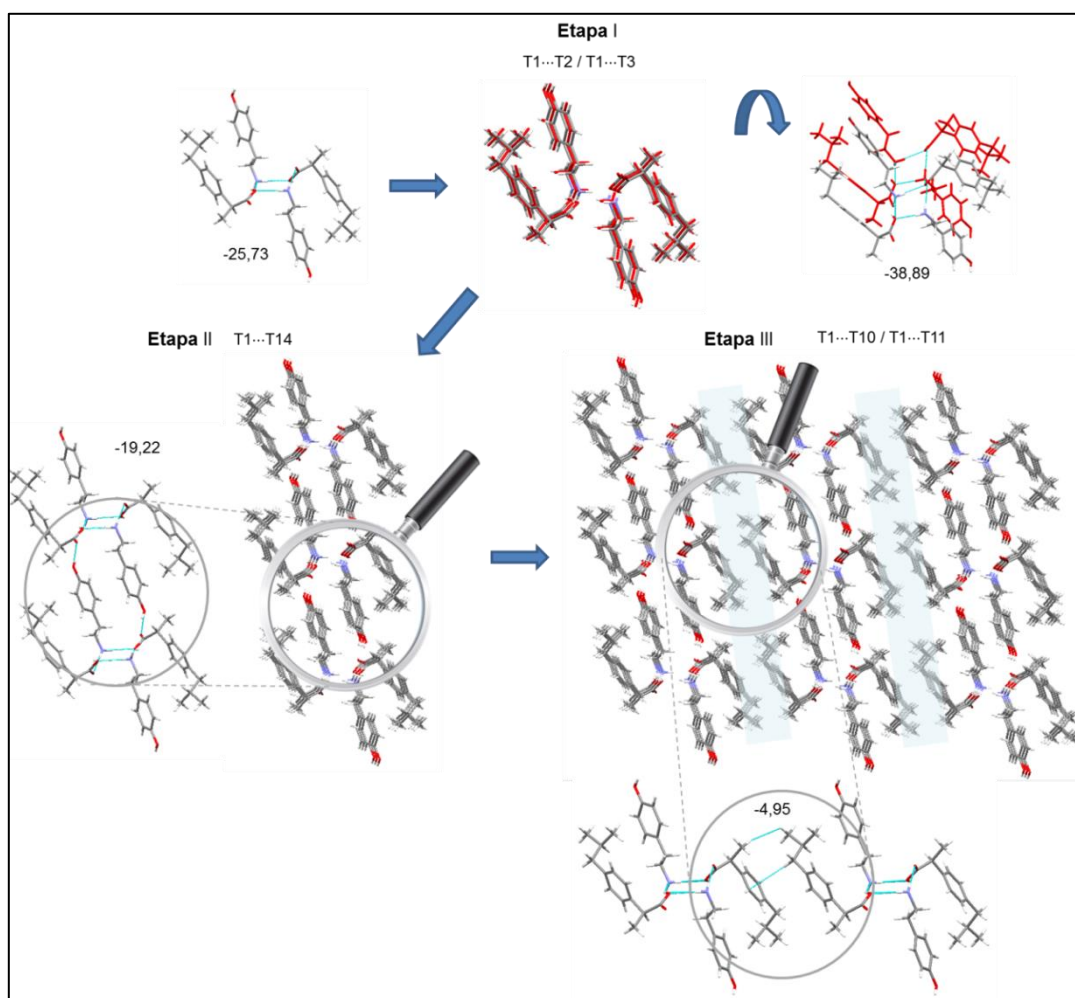 Etapa I
T1···T2 / T1···T3
-25,73
-38,89
Etapa II T1···T14
Etapa III T1···T10 / T1···T11
-19,22
-4,95